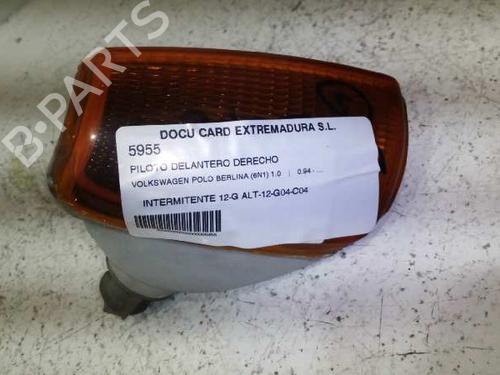 B-PARTS
DOCU CARD EXTREMADURA S.L.
5955
PILOTO DELANTERO DERECHO
VOLKSWAGEN POLO BERLINA (6N1) 1.0 | 0.94 - ...
INTERMITENTE 12-G ALT-12-G04-C04